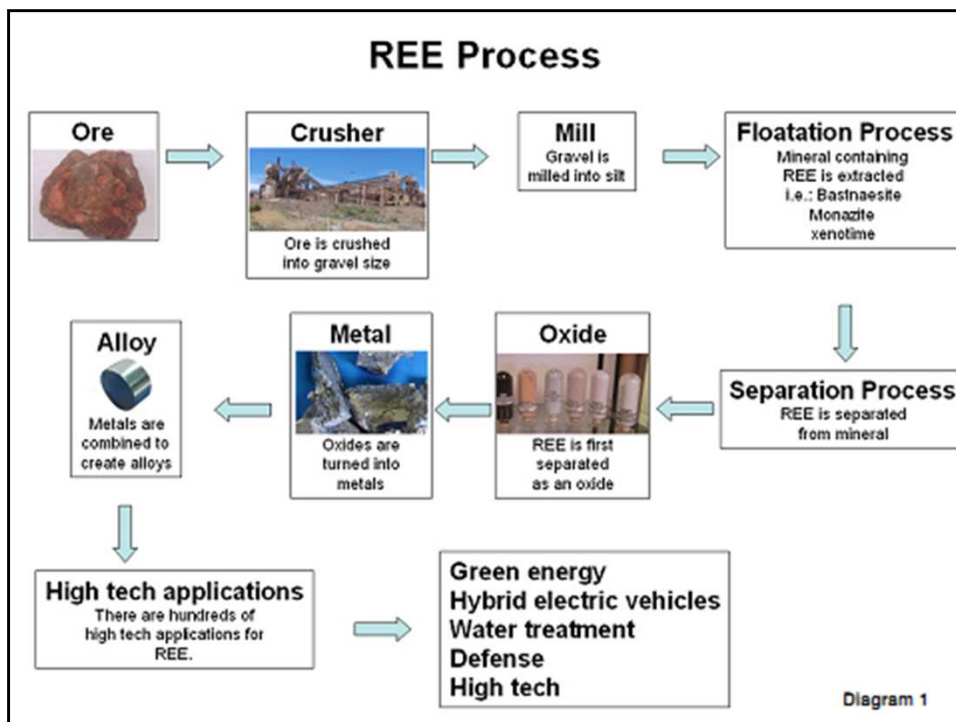 REE Process
Ore
Crusher
Ore is crushed
into gravel size
Mill
Gravel is
milled into silt
Floatation Process
Mineral containing
REE is extracted
i.e.: Bastnaesite
Monazite
xenotime
Separation Process
REE is separated
from mineral
Oxide
REE is first
separated
as an oxide
Metal
Oxides are
turned into
metals
Alloy
Metals are
combined to
create alloys
High tech applications
There are hundreds of
high tech applications for
REE.
Green energy
Hybrid electric vehicles
Water treatment
Defense
High tech
Diagram 1